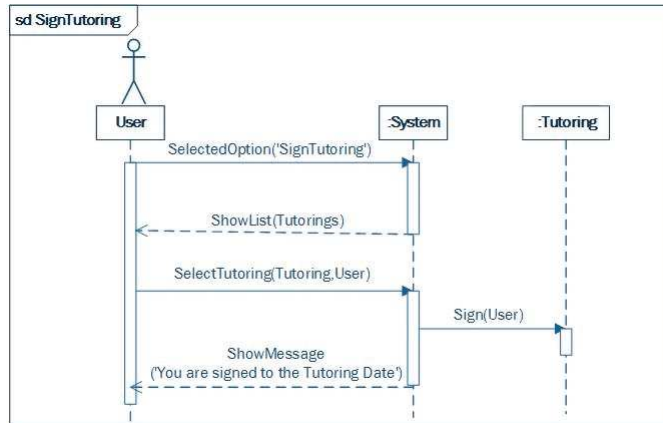 sd SignTutoring
User
:System
:Tutoring
SelectedOption('SignTutoring')
ShowList(Tutorings)
SelectTutoring(Tutoring,User)
Sign(User)
ShowMessage
('You are signed to the Tutoring Date')